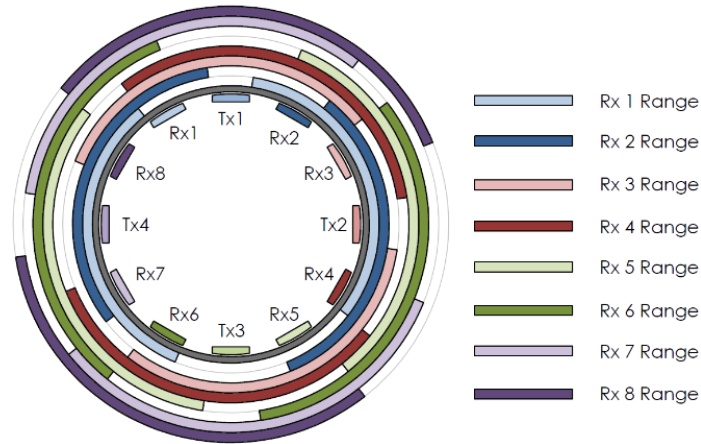 Tx1
Rx1
Rx2
Rx8
Rx3
Tx4
Tx2
Rx7
Rx4
Rx6
Rx5
Tx3
Rx 1 Range
Rx 2 Range
Rx 3 Range
Rx 4 Range
Rx 5 Range
Rx 6 Range
Rx 7 Range
Rx 8 Range